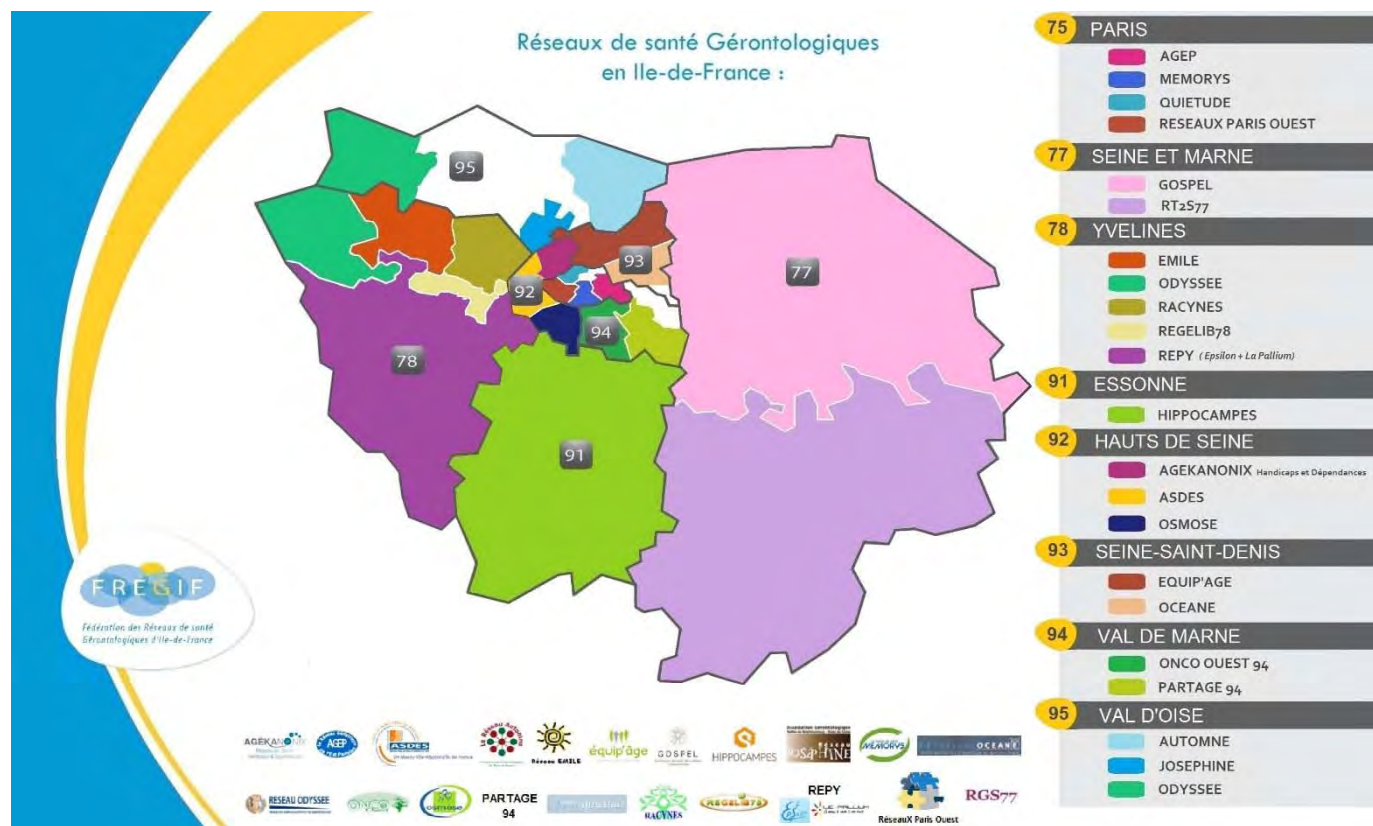 Réseaux de santé Gérontologiques
en Ile-de-France :
95
93
92
94
77
78
91
75 PARIS
AGEP
MEMORYS
QUIETUDE
RESEAUX PARIS OUEST
77 SEINE ET MARNE
GOSPEL
RT2S77
78 YVELINES
EMILE
ODYSSEE
RACYNES
REGELIB78
REPY ( Epsilon + La Pallium)
91 ESSONNE
HIPPOCAMPES
92 HAUTS DE SEINE
AGEKANONIX Handicaps et Dépendances
ASDES
OSMOSE
93 SEINE-SAINT-DENIS
EQUIP'AGE
OCEANE
94 VAL DE MARNE
ONCO OUEST 94
PARTAGE 94
95 VAL D'OISE
AUTOMNE
JOSEPHINE
ODYSSEE
FREGIF
Fédération des Réseaux de santé
Gérontologiques d'Ile-de-France
AGEKANONIX
AGEP
ASDES
Réseau EMILE
équip'âge
GOSPEL
HIPPOCAMPES
JOSEPHINE
MEMORYS
OCEANE
RESEAU ODYSSEE
osmose
PARTAGE
94
RACYNES
REGELIB78
REPY
LE PALLIUM
RéseauX Paris Ouest
RGS77